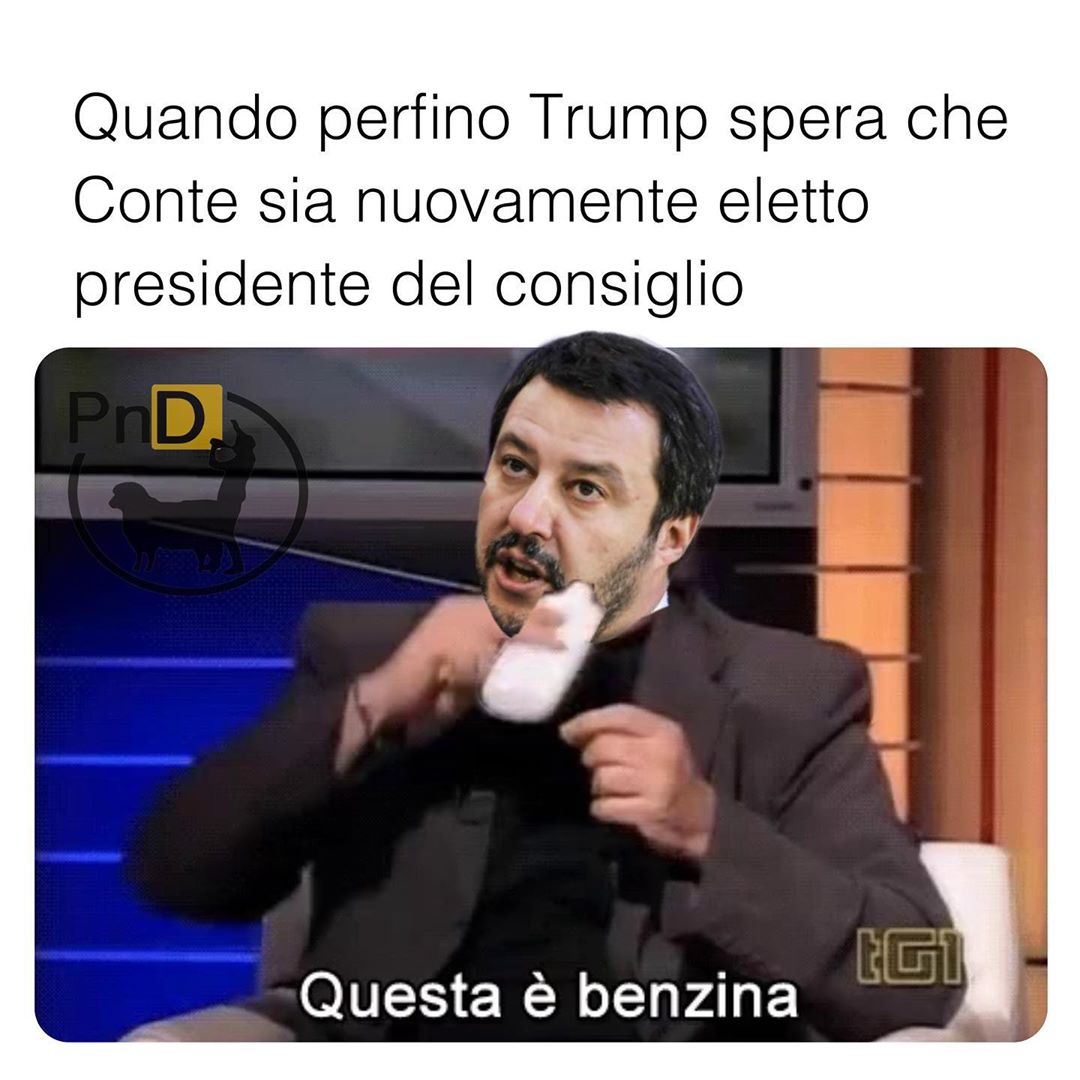 Quando perfino Trump spera che
Conte sia nuovamente eletto
presidente del consiglio
PnD
tG1
Questa è benzina